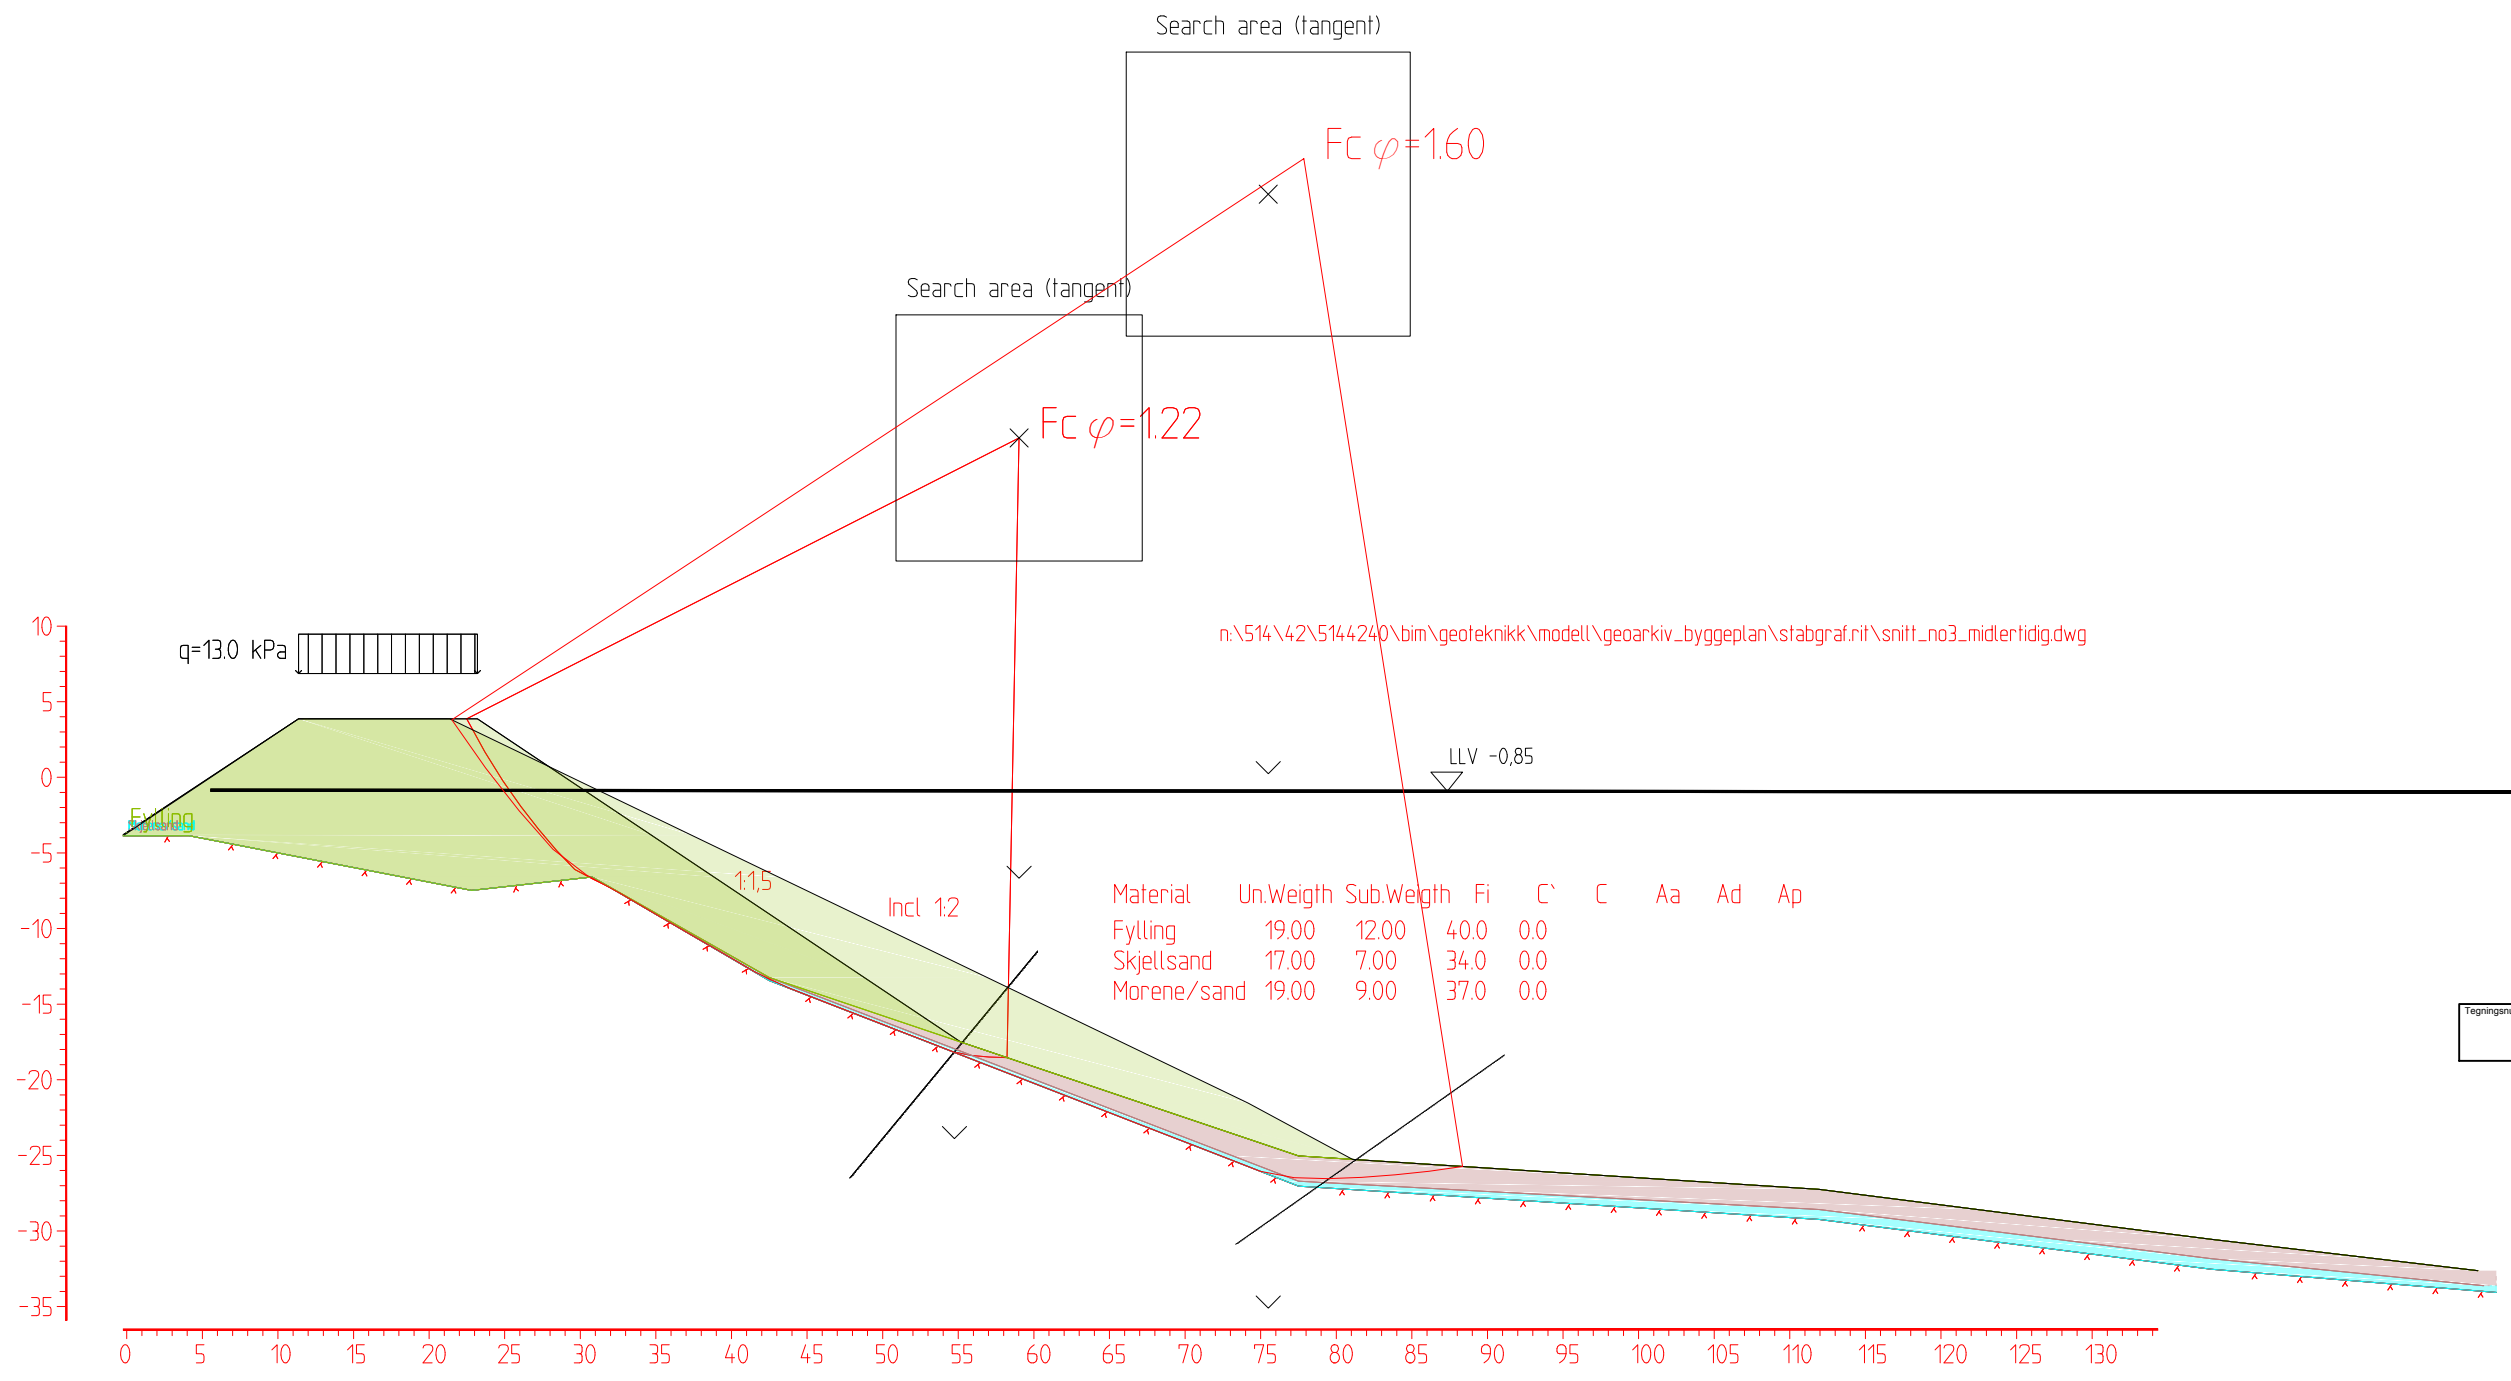 Search area (tangent)
Fc φ=1.60
Search area (tangent)
Fc φ=1.22
n:\514\42\5144240\bim\geoteknikk\modell\geoarkiv_byggeplan\stabgraf.rit\snitt_no3_midlertidig.dwg
q=13.0 kPa
LLV -0,85
Fylling
1:1,5
Incl 1:2
Material Un.Weigth Sub.Weigth Fi C` C Aa Ad Ap
Fylling 19.00 12.00 40.0 0.0
Skjellsand 17.00 7.00 34.0 0.0
Morene/sand 19.00 9.00 37.0 0.0
Tegningsnu
10
5
0
-5
-10
-15
-20
-25
-30
-35
0 5 10 15 20 25 30 35 40 45 50 55 60 65 70 75 80 85 90 95 100 105 110 115 120 125 130